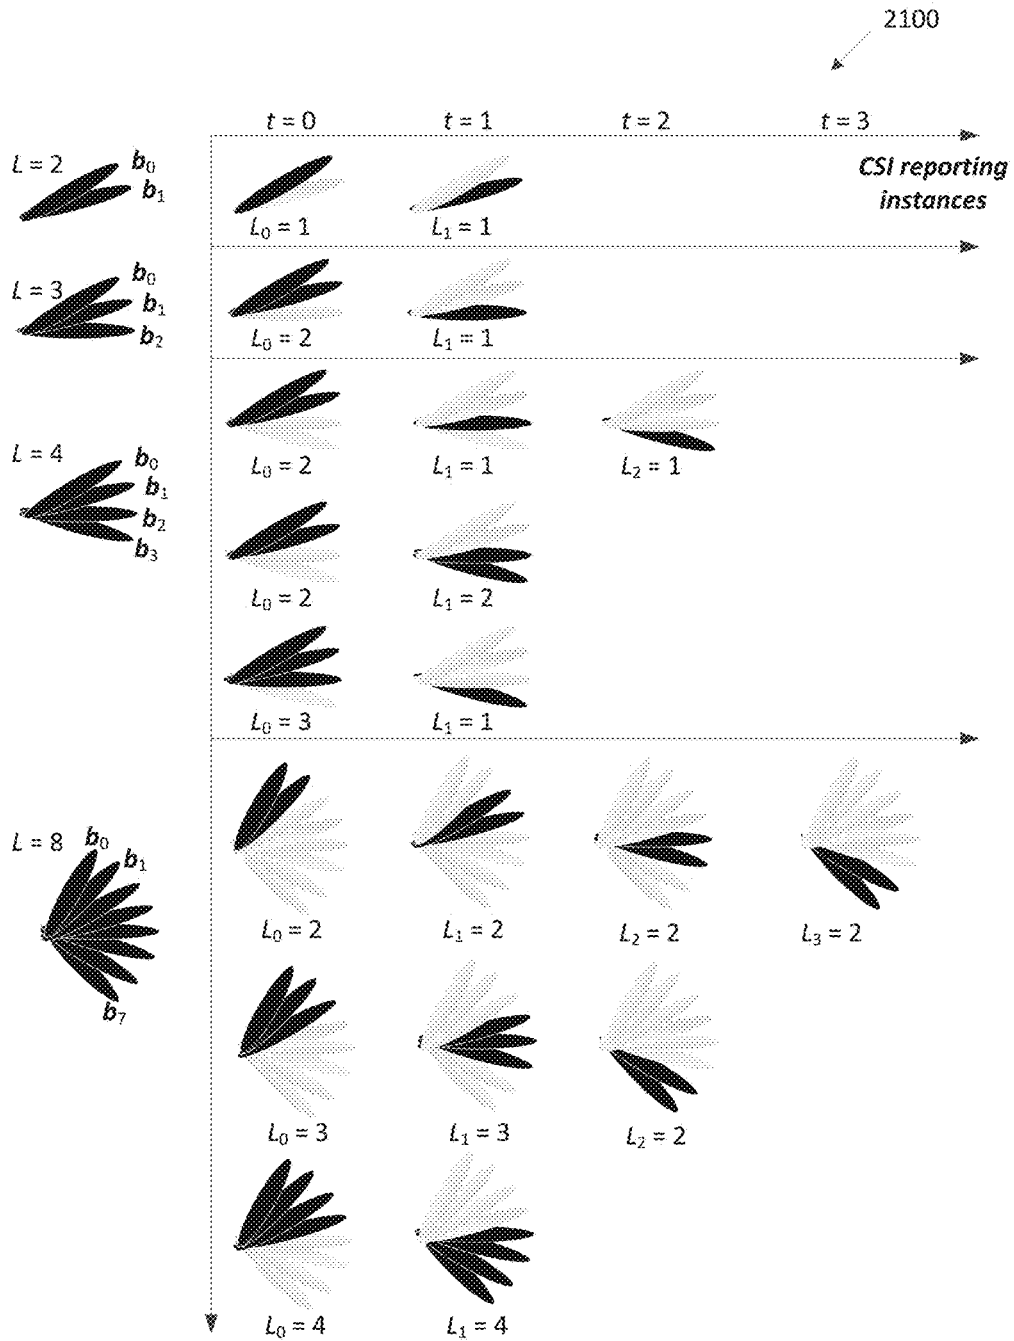 2100
t = 0 t = 1 t = 2 t = 3
CSI reporting
instances
L = 2 b₀
b₁
L₀ = 1 L₁ = 1
L = 3 b₀
b₁
b₂
L₀ = 2 L₁ = 1
L = 4 b₀
b₁
b₂
b₃
L₀ = 2 L₁ = 1 L₂ = 1
L₀ = 2 L₁ = 2
L₀ = 3 L₁ = 1
L = 8 b₀
b₁
b₇
L₀ = 2 L₁ = 2 L₂ = 2 L₃ = 2
L₀ = 3 L₁ = 3 L₂ = 2
L₀ = 4 L₁ = 4